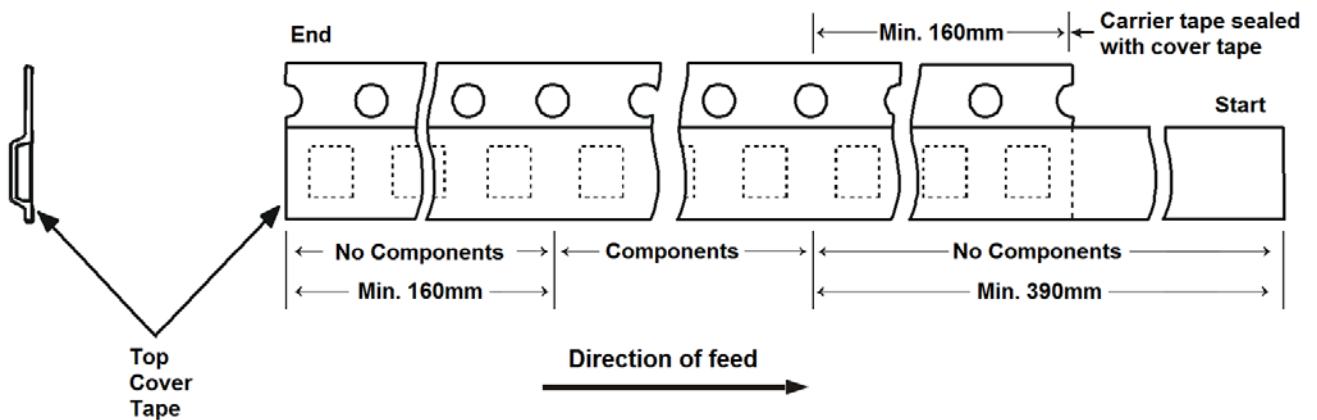 End
Min. 160mm
Carrier tape sealed
with cover tape
Start
No Components
Components
No Components
Min. 160mm
Min. 390mm
Top
Cover
Tape
Direction of feed